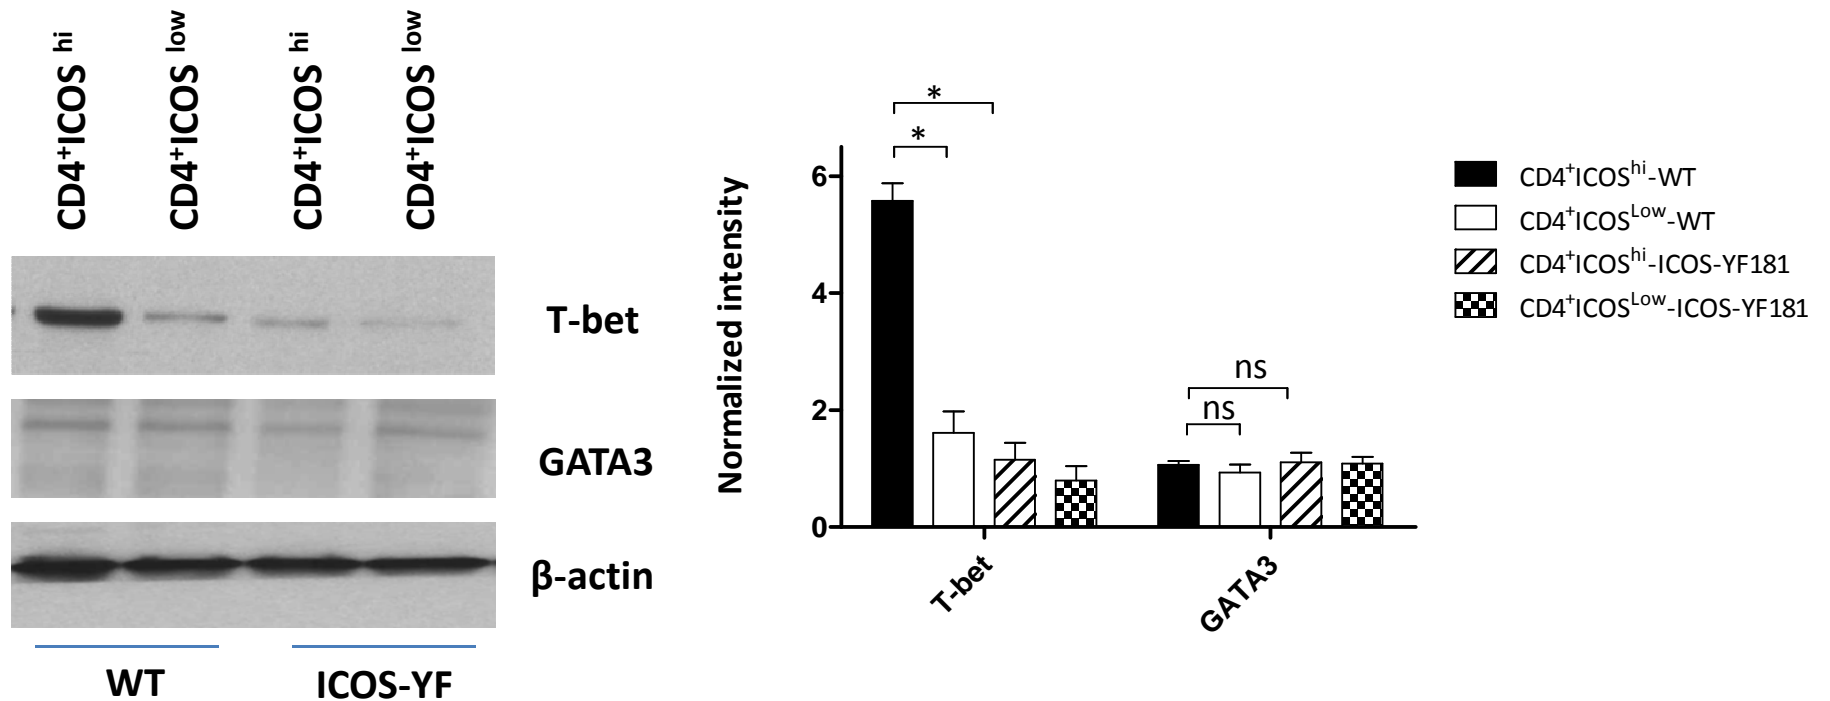 CD4⁺ICOS ʰⁱ
CD4⁺ICOS ˡᵒʷ
CD4⁺ICOS ʰⁱ
CD4⁺ICOS ˡᵒʷ
T-bet
GATA3
β-actin
WT
ICOS-YF
Normalized intensity
6
4
2
0
*
*
ns
ns
T-bet
GATA3
CD4⁺ICOSʰⁱ-WT
CD4⁺ICOSᴸᵒʷ-WT
CD4⁺ICOSʰⁱ-ICOS-YF181
CD4⁺ICOSᴸᵒʷ-ICOS-YF181